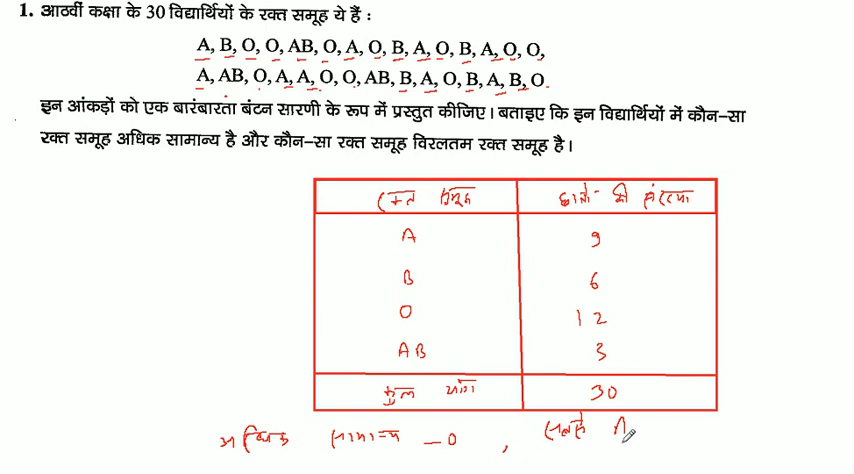 1. आठवीं कक्षा के 30 विद्यार्थियों के रक्त समूह ये हैं :
A, B, O, O, AB, O, A, O, B, A, O, B, A, O, O,
A, AB, O, A, A, O, O, AB, B, A, O, B, A, B, O.
इन आंकड़ों को एक बारंबारता बंटन सारणी के रूप में प्रस्तुत कीजिए। बताइए कि इन विद्यार्थियों में कौन–सा
रक्त समूह अधिक सामान्य है और कौन–सा रक्त समूह विरलतम रक्त समूह है।
रक्त समूह छात्रों की संख्या
A 9
B 6
O 12
AB 3
कुल योग 30
अधिक सामान्य – O , सबसे